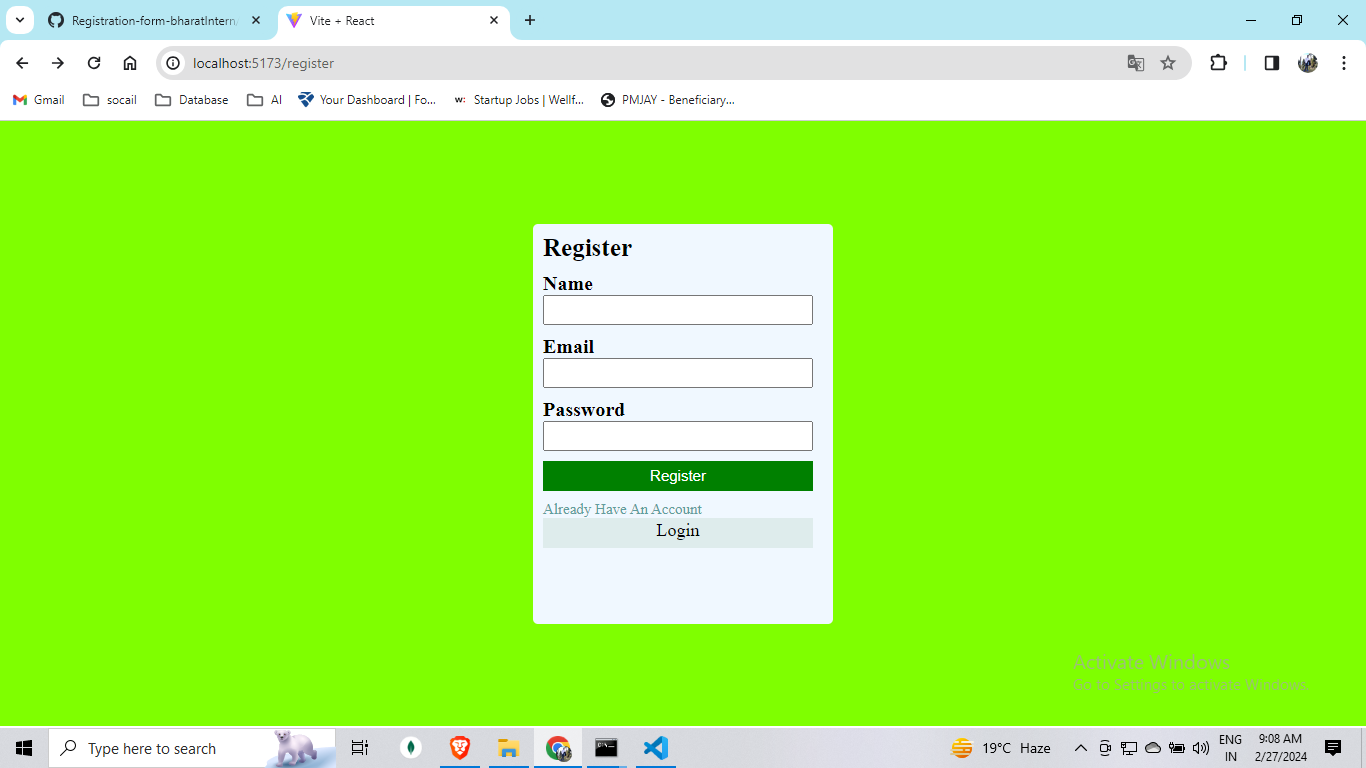 Registration-form-bharatIntern
Vite + React
localhost:5173/register
Gmail
socail
Database
AI
Your Dashboard | Fo...
Startup Jobs | Wellf...
PMJAY - Beneficiary...
Register
Name
Email
Password
Register
Already Have An Account
Login
Activate Windows
Go to Settings to activate Windows.
Type here to search
19°C Haze
ENG
IN
9:08 AM
2/27/2024